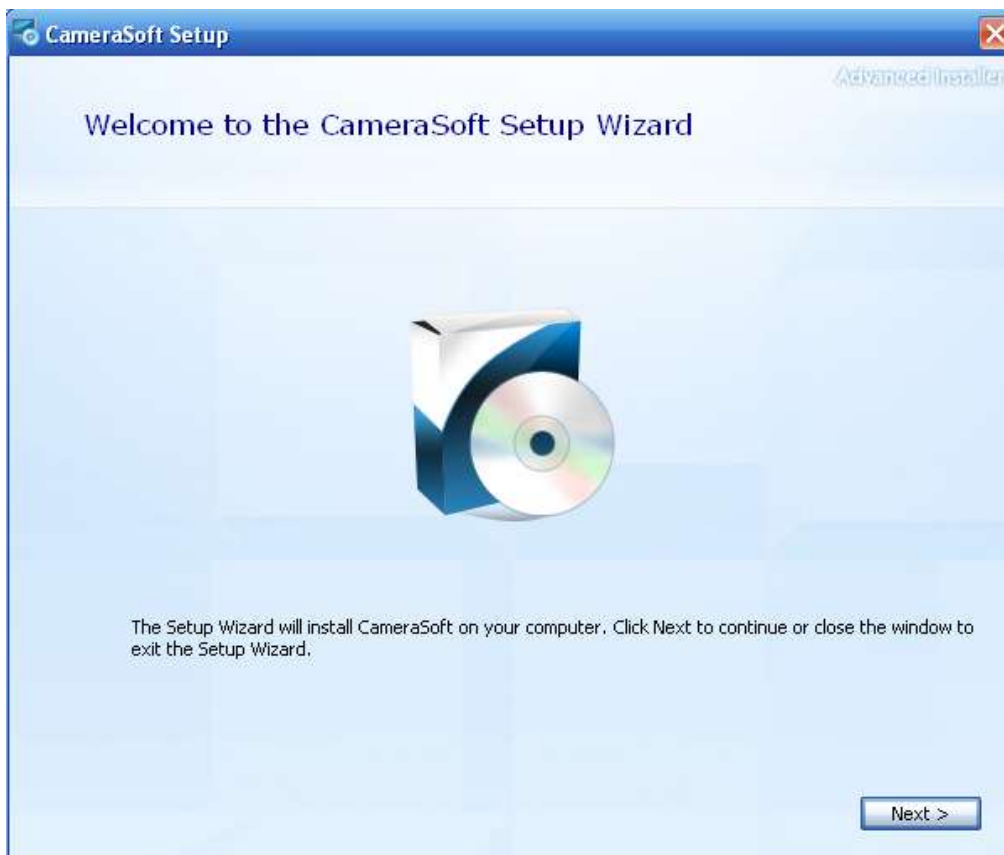 CameraSoft Setup
Advanced Installer
Welcome to the CameraSoft Setup Wizard
The Setup Wizard will install CameraSoft on your computer. Click Next to continue or close the window to
exit the Setup Wizard.
Next >